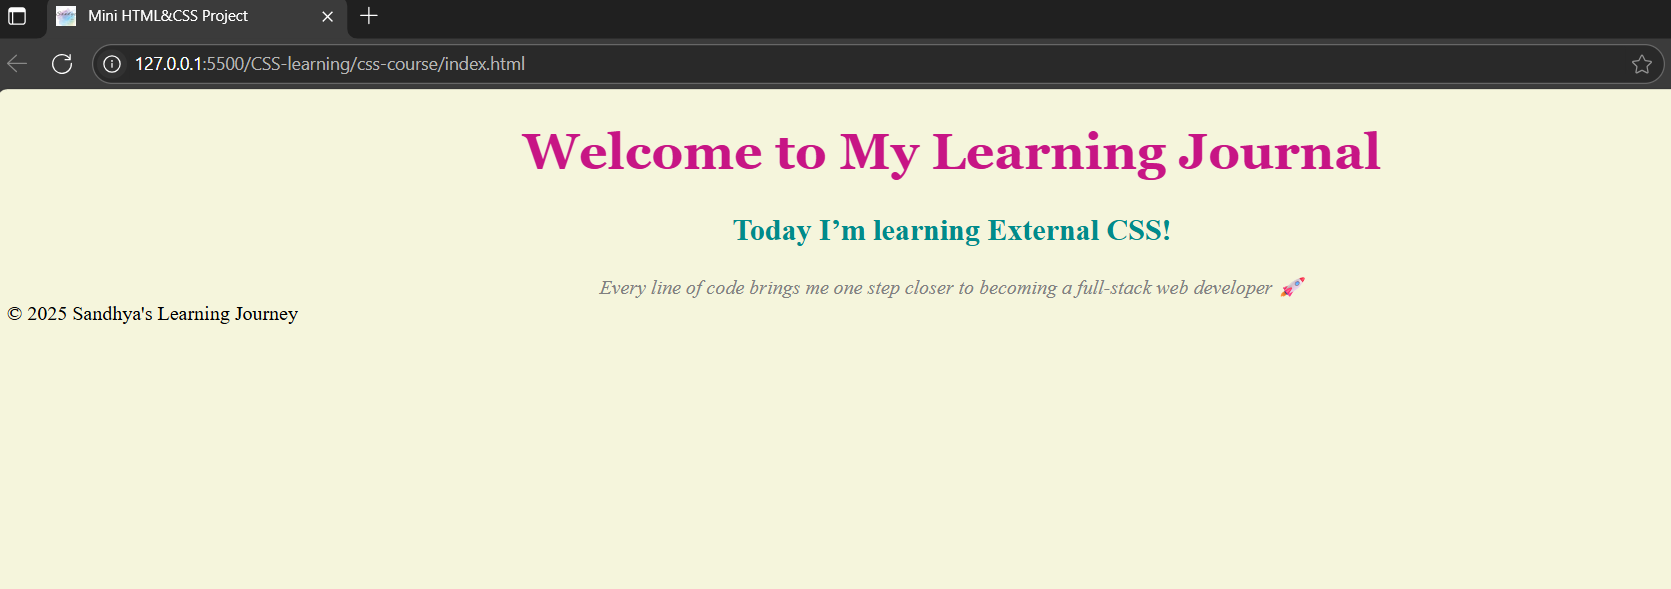 Mini HTML&CSS Project
127.0.0.1:5500/CSS-learning/css-course/index.html
Welcome to My Learning Journal
Today I’m learning External CSS!
Every line of code brings me one step closer to becoming a full-stack web developer 🚀
© 2025 Sandhya's Learning Journey